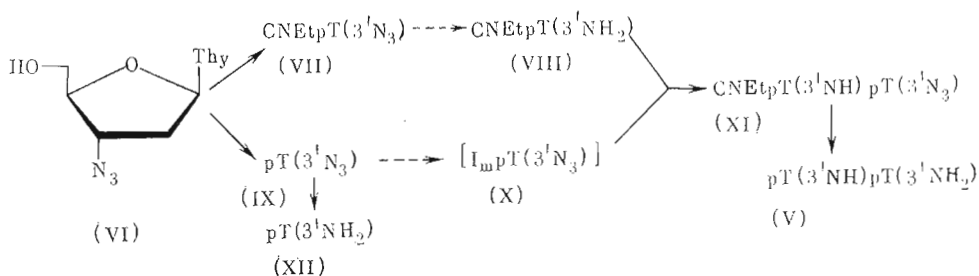 CNEtpT(3'N₃) ---→ CNEtpT(3'NH₂)
(VII) (VIII)
HO O Thy
N₃
(VI)
CNEtpT(3'NH)pT(3'N₃)
(XI)
pT(3'N₃) ---→ [ImpT(3'N₃)]
(IX) (X)
pT(3'NH₂)
(XII)
pT(3'NH)pT(3'NH₂)
(V)